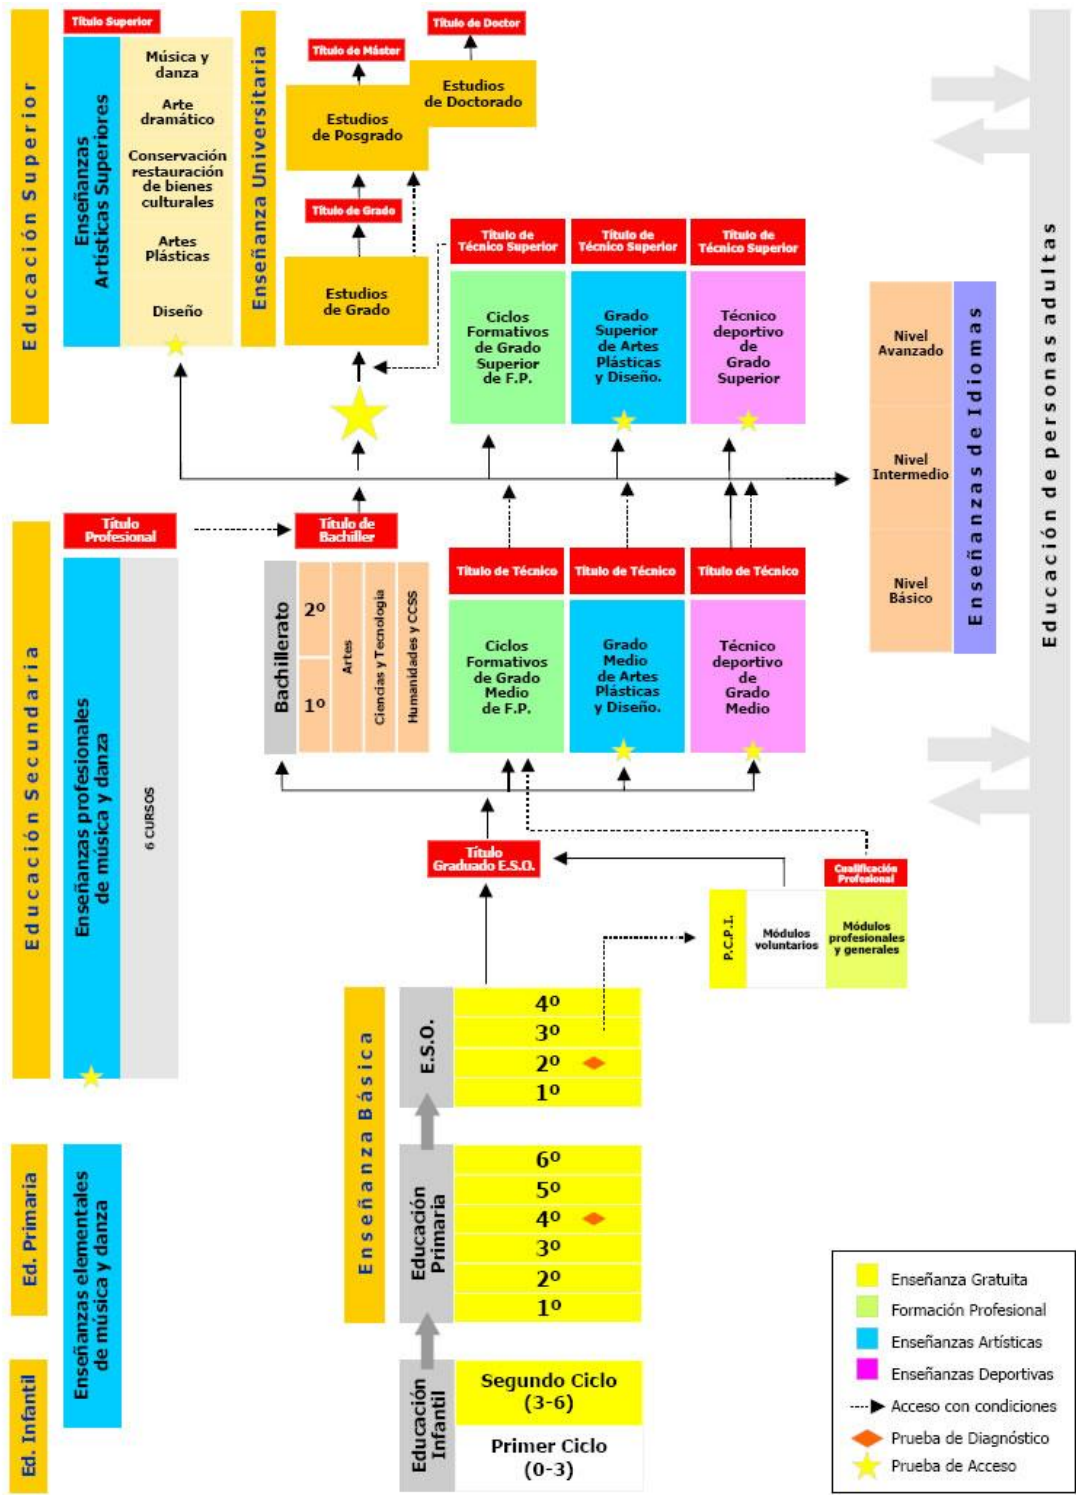 Título Superior
Educación Superior
Enseñanzas
Artísticas Superiores
Música y
danza
Arte
dramático
Conservación
restauración
de bienes
culturales
Artes
Plásticas
Diseño
Enseñanza Universitaria
Título de Máster
Título de Doctor
Estudios
de Posgrado
Estudios
de Doctorado
Título de Grado
Estudios
de Grado
Título de
Técnico Superior
Título de
Técnico Superior
Título de
Técnico Superior
Ciclos
Formativos
de Grado
Superior
de F.P.
Grado
Superior
de Artes
Plásticas
y Diseño.
Técnico
deportivo
de
Grado
Superior
Nivel
Avanzado
Nivel
Intermedio
Nivel
Básico
Enseñanzas de Idiomas
Educación de personas adultas
Educación Secundaria
Título
Profesional
Enseñanzas profesionales
de música y danza
6 CURSOS
Título de
Bachiller
Bachillerato
2º
1º
Artes
Ciencias y Tecnología
Humanidades y CCSS
Título de Técnico
Título de Técnico
Título de Técnico
Ciclos
Formativos
de Grado
Medio
de F.P.
Grado
Medio
de Artes
Plásticas
y Diseño.
Técnico
deportivo
de
Grado
Medio
Título
Graduado E.S.O.
Cualificación
Profesional
P.C.P.I.
Módulos
voluntarios
Módulos
profesionales
y generales
Enseñanza Básica
E.S.O.
4º
3º
2º
1º
Ed. Primaria
Enseñanzas elementales
de música y danza
Educación
Primaria
6º
5º
4º
3º
2º
1º
Ed. Infantil
Educación
Infantil
Segundo Ciclo
(3-6)
Primer Ciclo
(0-3)
Enseñanza Gratuita
Formación Profesional
Enseñanzas Artísticas
Enseñanzas Deportivas
Acceso con condiciones
Prueba de Diagnóstico
Prueba de Acceso